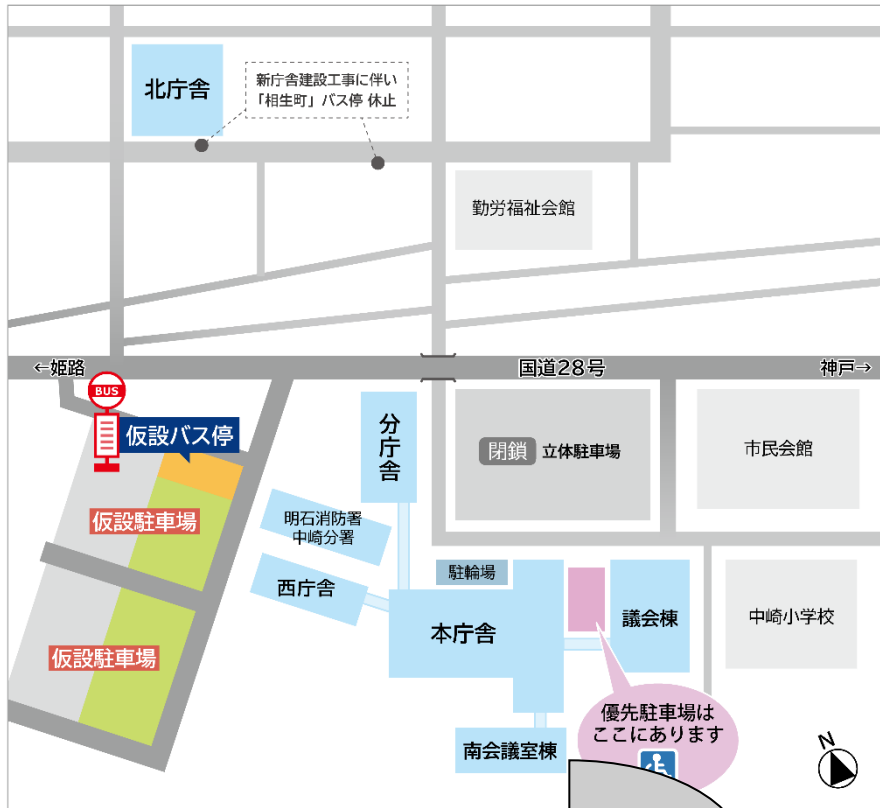 北庁舎
新庁舎建設工事に伴い
「相生町」バス停 休止
勤労福祉会館
←姫路
国道28号
神戸→
BUS
仮設バス停
分庁舎
閉鎖 立体駐車場
市民会館
仮設駐車場
明石消防署
中崎分署
駐輪場
西庁舎
本庁舎
議会棟
中崎小学校
仮設駐車場
優先駐車場は
ここにあります
南会議室棟
N